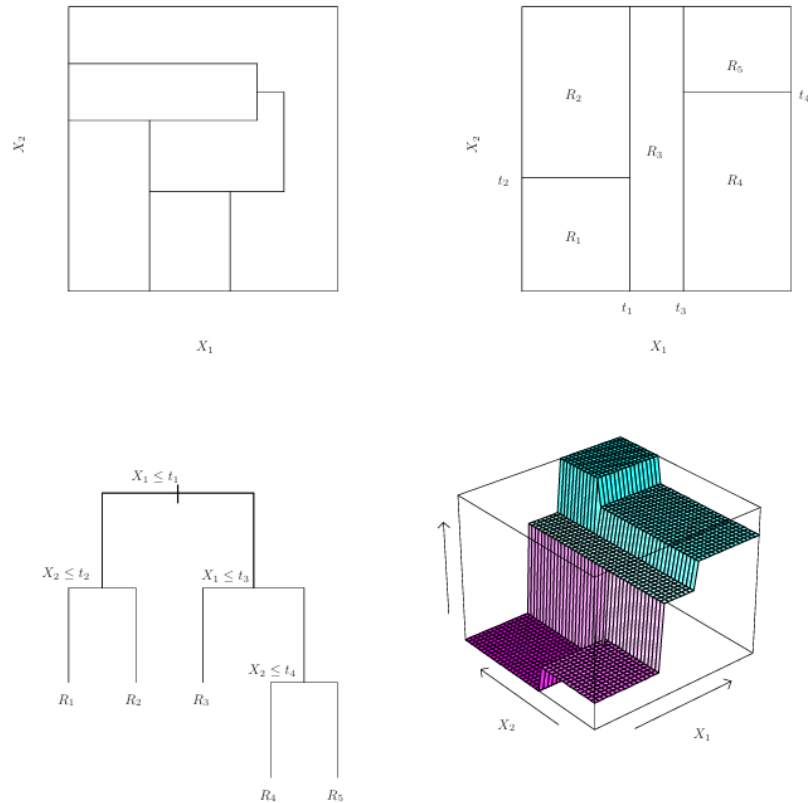 X₂
X₁
R₅
R₂
t₄
X₂
R₃
t₂
R₄
R₁
t₁
t₃
X₁
X₁ ≤ t₁
X₂ ≤ t₂
X₁ ≤ t₃
X₂ ≤ t₄
R₁
R₂
R₃
R₄
R₅
X₂
X₁